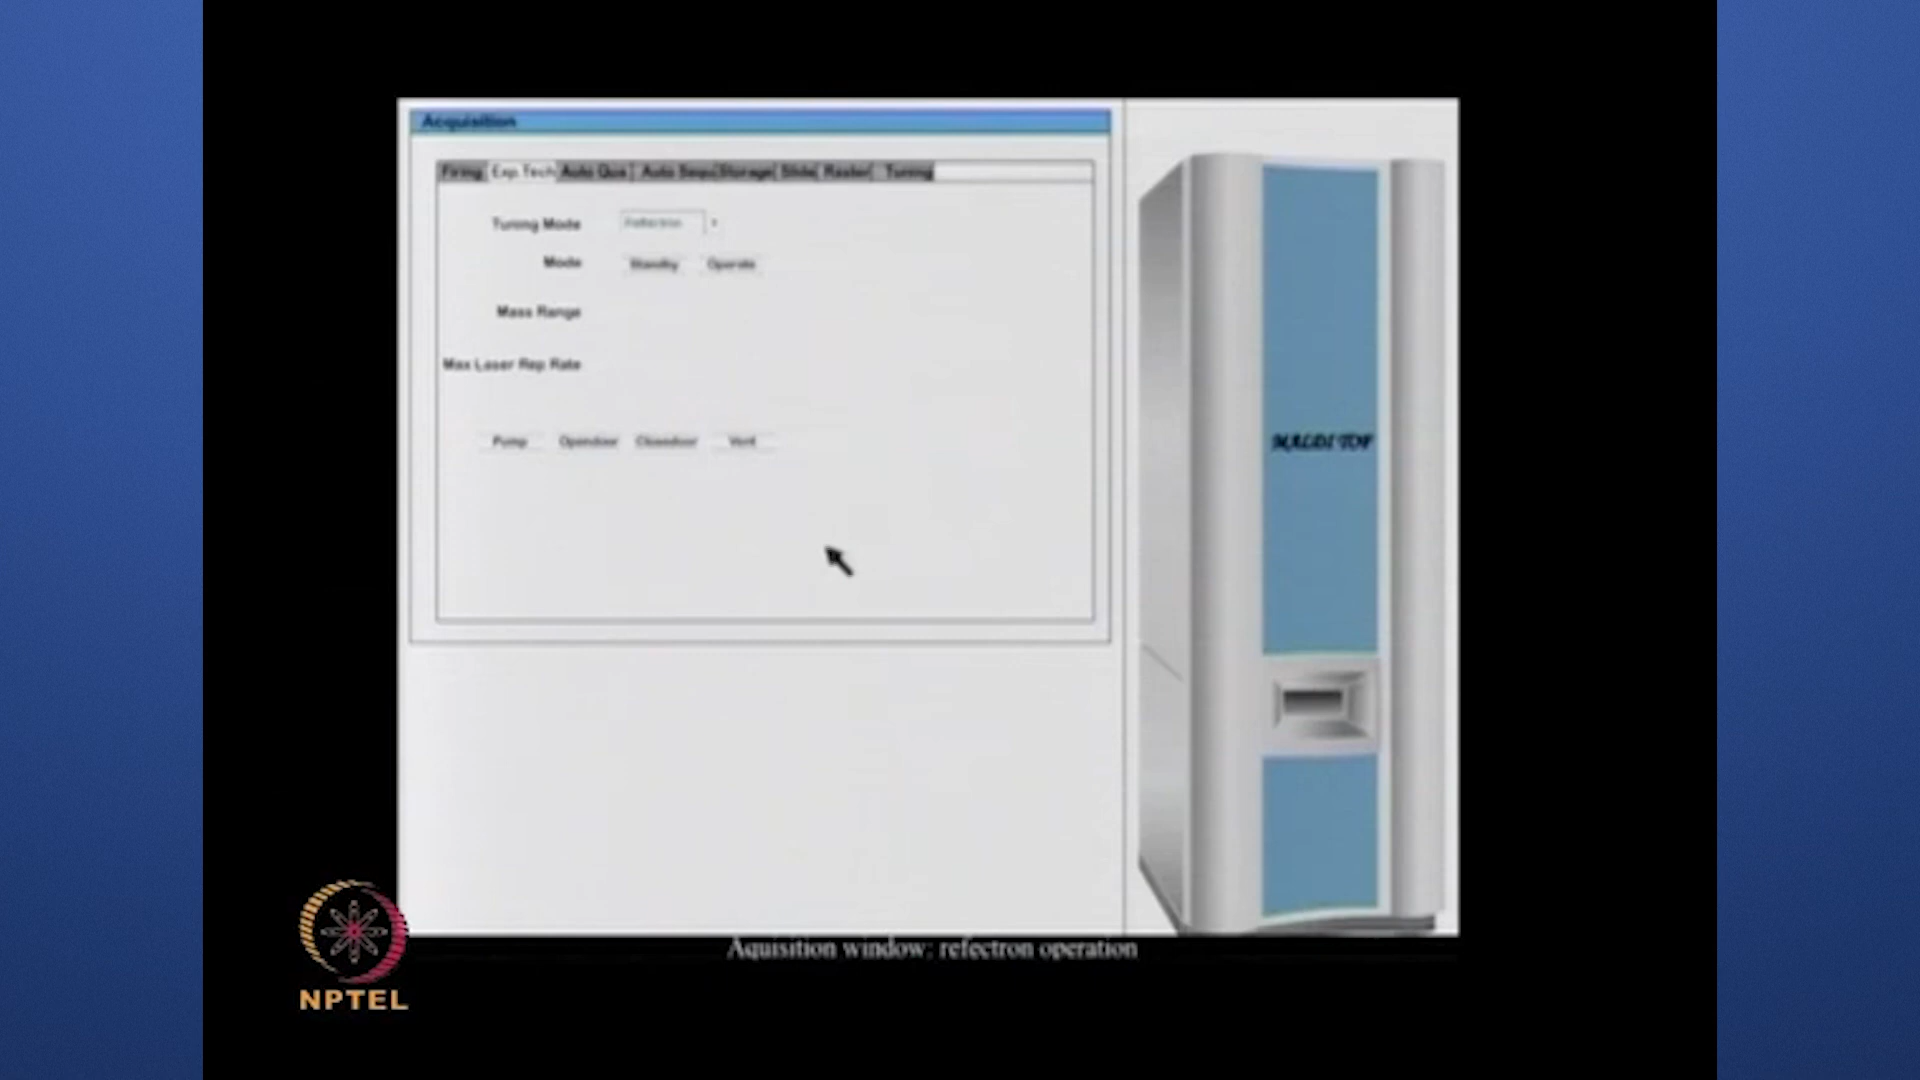 Acquisition
Firing Exp.Tech Auto Qua Auto Sequ Storage Slide Raster Tuning
Tuning Mode Reflectron
Mode Standby Operate
Mass Range
Max Laser Rep Rate
Pump Opendoor Closedoor Vent
MALDI TOF
Aquisition window: refectron operation
NPTEL